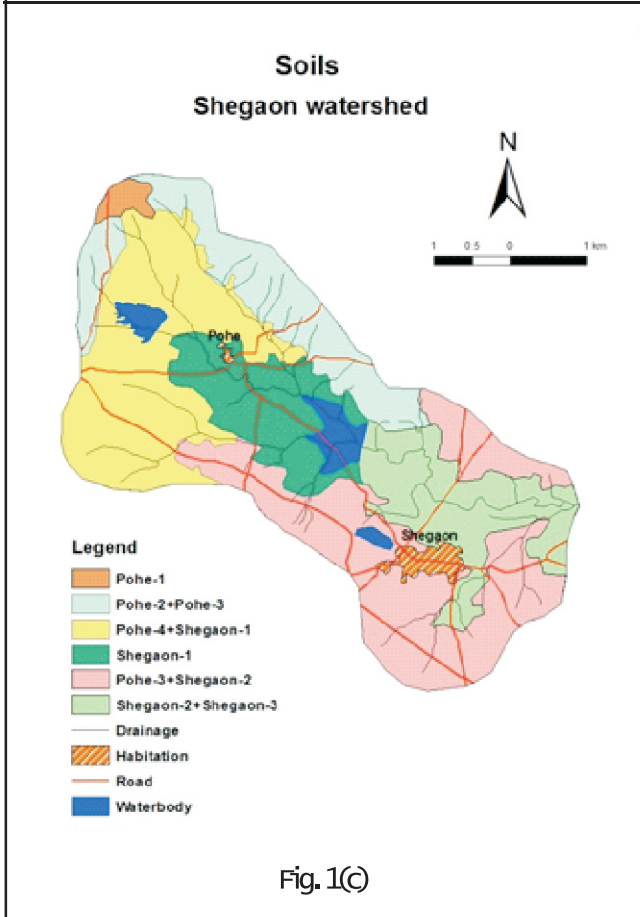 Soils
Shegaon watershed
N
1 0 5 0 1 km
Pohe
Shegaon
Legend
Pohe-1
Pohe-2+Pohe-3
Pohe-4+Shegaon-1
Shegaon-1
Pohe-3+Shegaon-2
Shegaon-2+Shegaon-3
Drainage
Habitation
Road
Waterbody
Fig. 1(c)